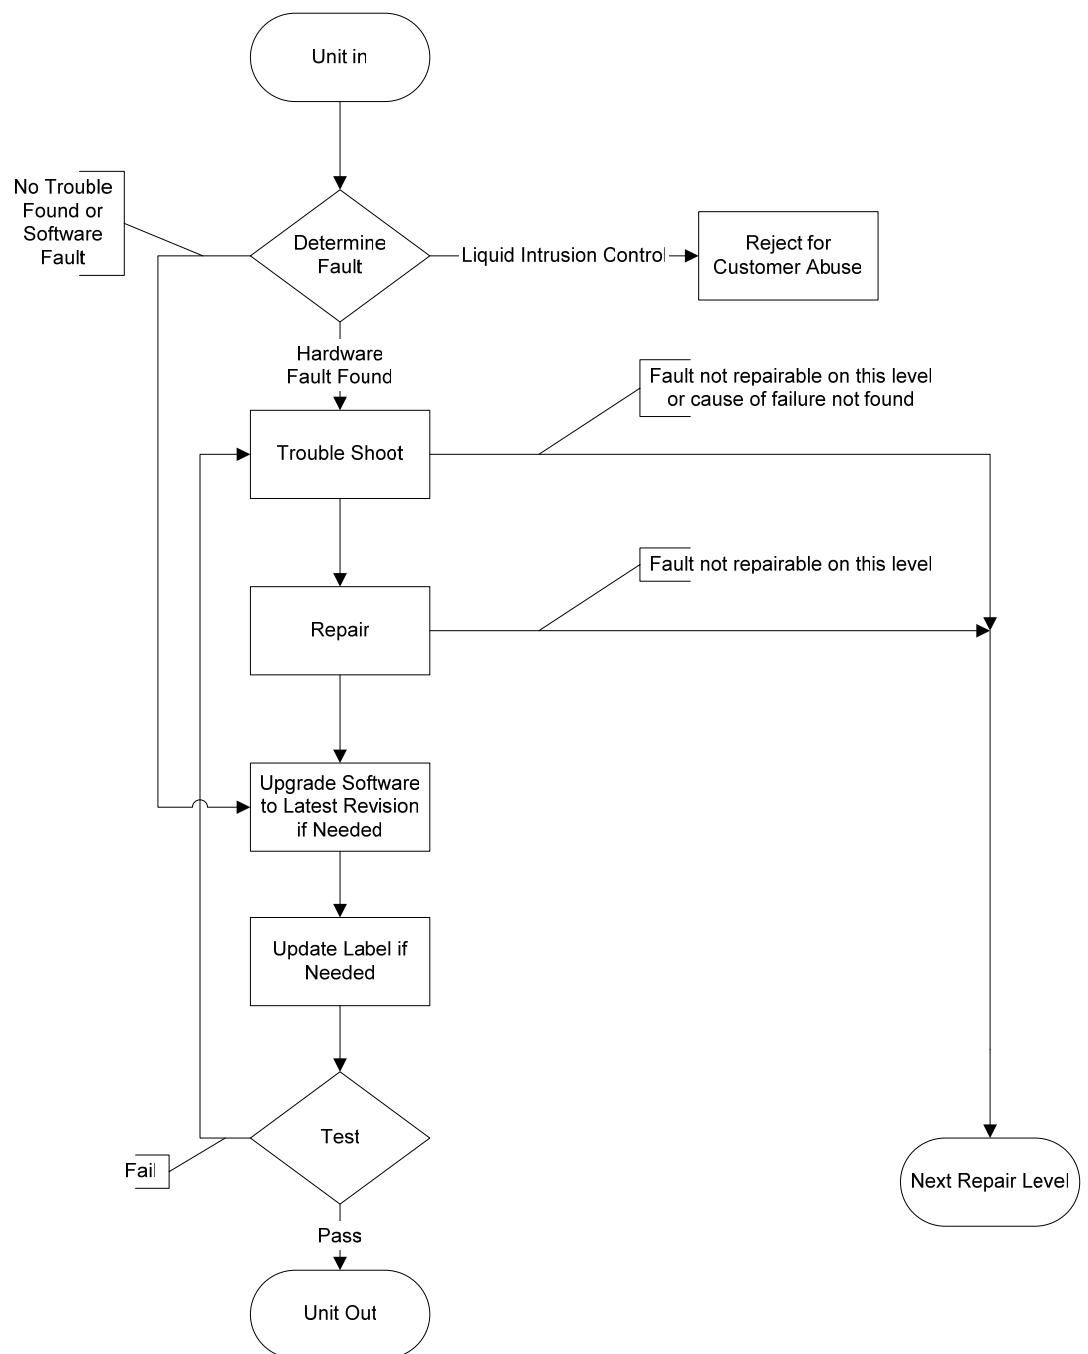 Unit in
No Trouble
Found or
Software
Fault
Determine
Fault
Liquid Intrusion Control
Reject for
Customer Abuse
Hardware
Fault Found
Fault not repairable on this level
or cause of failure not found
Trouble Shoot
Fault not repairable on this level
Repair
Upgrade Software
to Latest Revision
if Needed
Update Label if
Needed
Test
Fail
Next Repair Level
Pass
Unit Out